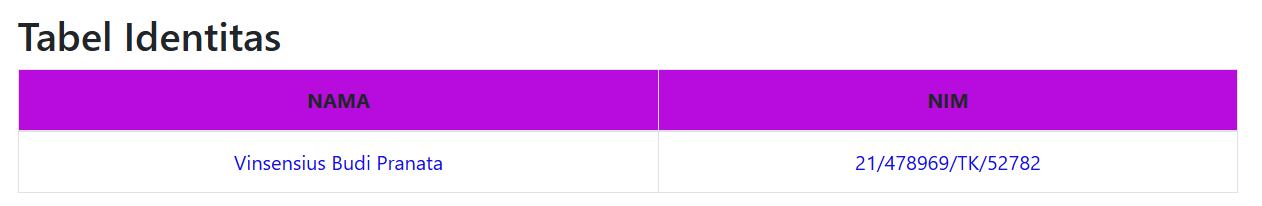 Tabel Identitas
NAMA NIM
Vinsensius Budi Pranata 21/478969/TK/52782